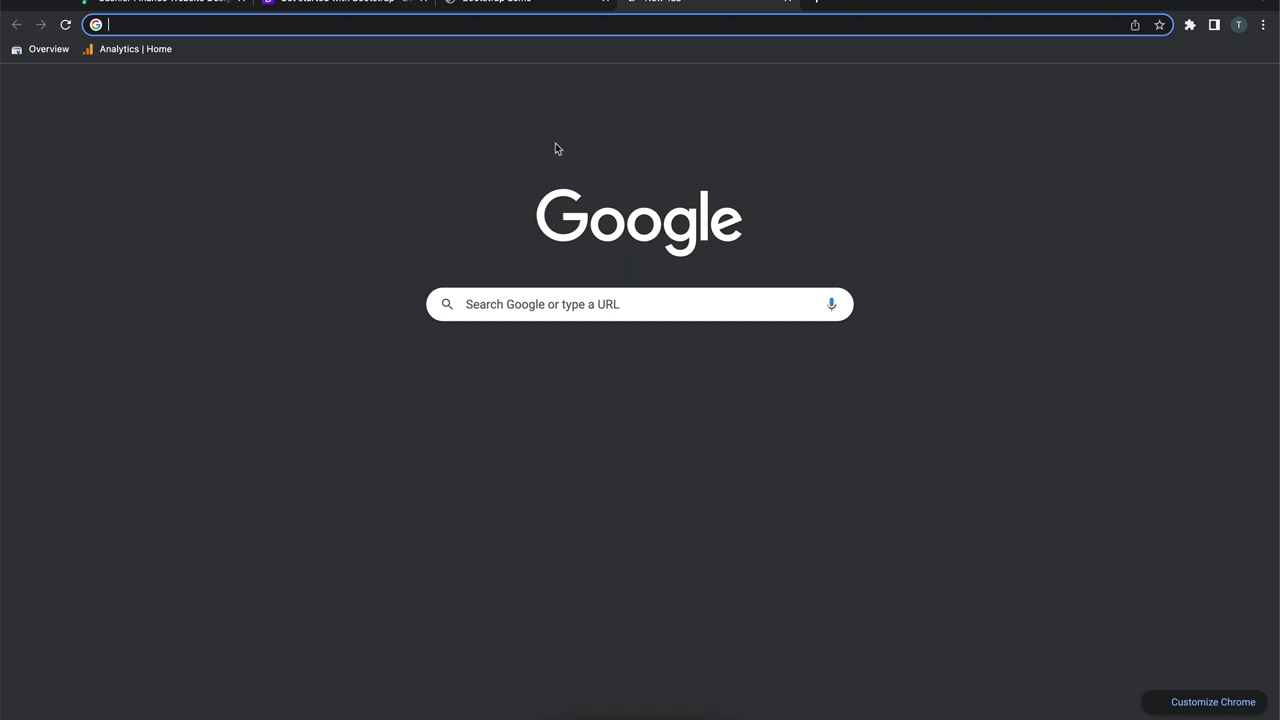 Overview
Analytics | Home
T
Google
Search Google or type a URL
Customize Chrome